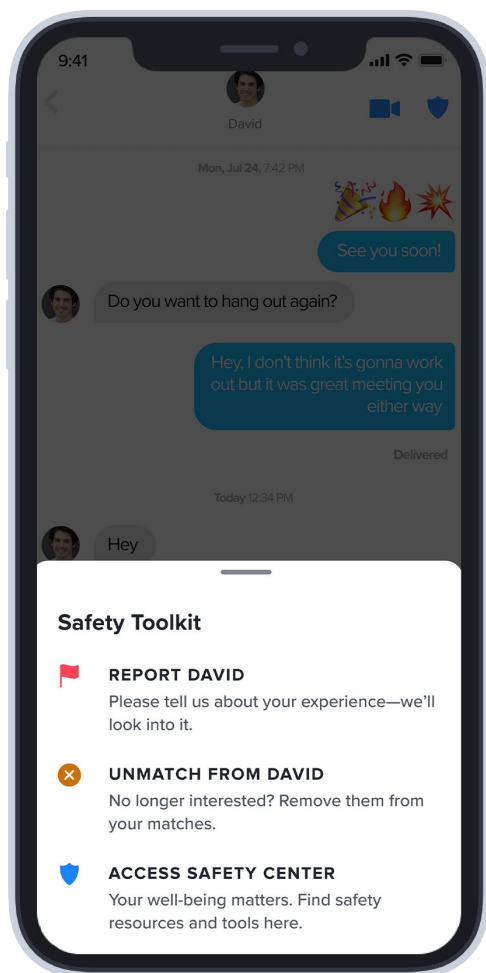 9:41
David
Mon, Jul 24, 7:42 PM
See you soon!
Do you want to hang out again?
Hey, I don't think it's gonna work
out but it was great meeting you
either way
Delivered
Today 12:34 PM
Hey
Safety Toolkit
REPORT DAVID
Please tell us about your experience—we'll
look into it.
UNMATCH FROM DAVID
No longer interested? Remove them from
your matches.
ACCESS SAFETY CENTER
Your well-being matters. Find safety
resources and tools here.